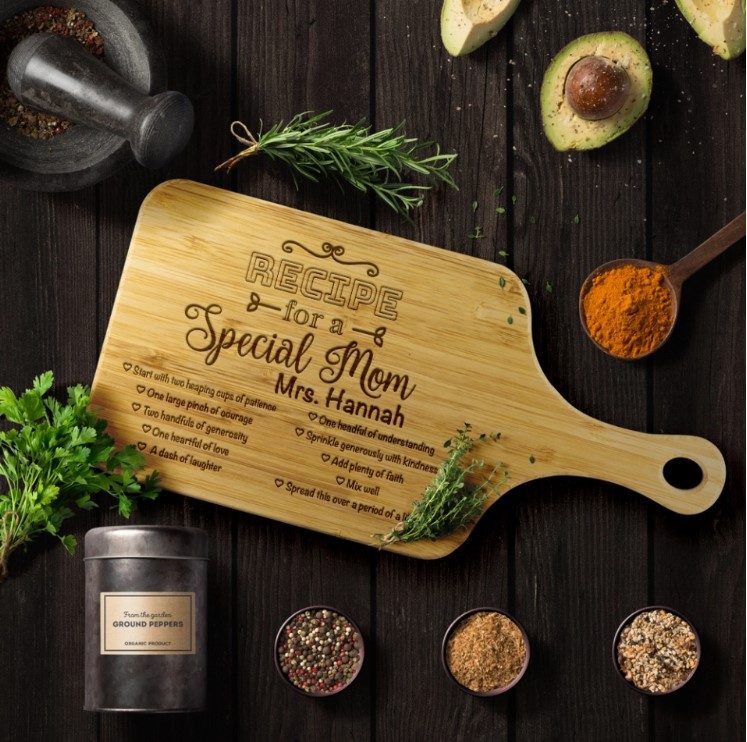 RECIPE
for a
Special Mom
Mrs. Hannah
Start with two heaping cups of patience
One large pinch of courage
Two handfuls of generosity
One heartful of love
A dash of laughter
One headful of understanding
Sprinkle generously with kindness
Add plenty of faith
Mix well
Spread this over a period of a
From the garden
GROUND PEPPERS
ORGANIC PRODUCT